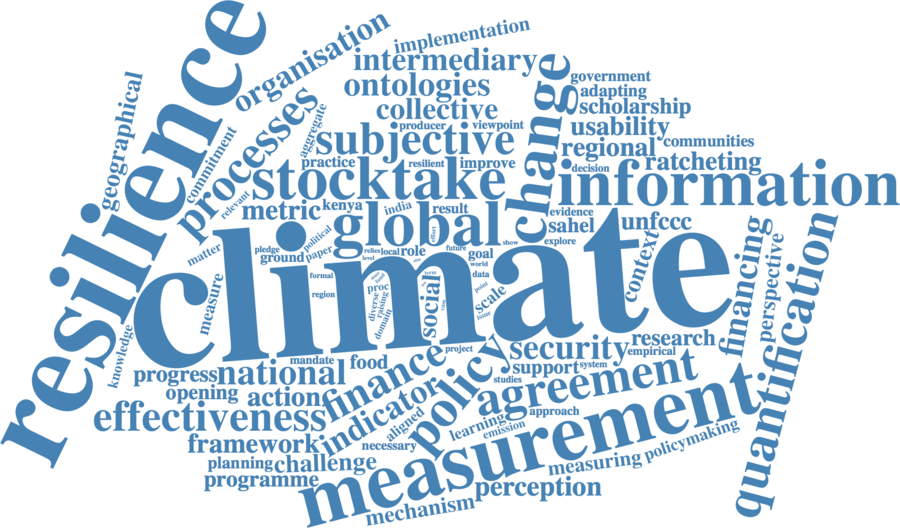 resilience
organisation
implementation
intermediary
ontologies
collective
geographical
commitment
processes
aggregate
producer
viewpoint
subjective
practice
resilient
improve
stocktake
change
government
adapting
scholarship
usability
regional
communities
ratcheting
decision
information
relevant
metric
kenya
india
result
global
effort
evidence
sahel
unfccc
explore
show
matter
pledge
ground
political
paper
relies
local
role
level
future
goal
world
data
climate
context
financing
perspective
quantification
measure
formal
region
proc
diverse
raising
domain
social
term
point
scale
issue
knowledge
progress
national
mandate
food
finance
project
policy
security
research
empirical
support
system
studies
opening
action
effectiveness
indicator
agreement
framework
aligned
necessary
learning
approach
emission
measurement
planning
challenge
programme
mechanism
perception
measuring
policymaking